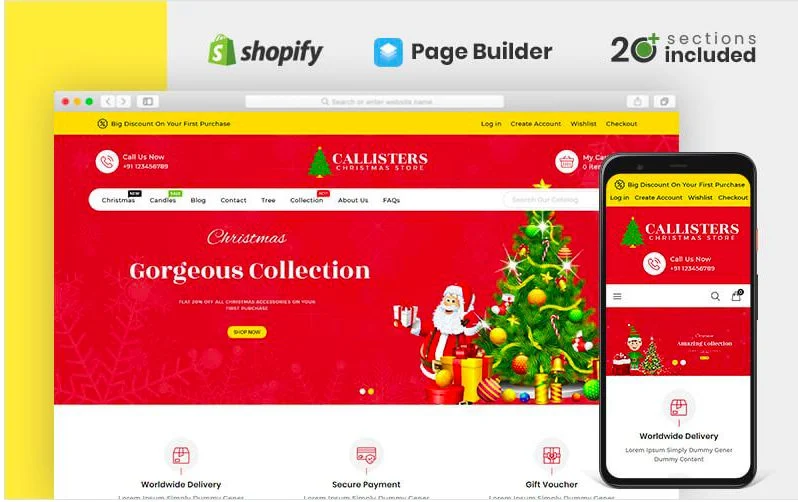 shopify
Page Builder
20+ sections included
Search or enter website name
Big Discount On Your First Purchase
Log in Create Account Wishlist Checkout
Call Us Now
+91 123456789
CALLISTERS
CHRISTMAS STORE
My Ca
0 Ite
NEW SALE HOT
Christmas Candles Blog Contact Tree Collection About Us FAQs
Search Our Catalog
Christmas
Gorgeous Collection
FLAT 20% OFF ALL CHRISTMAS ACCESSORIES ON YOUR
FIRST PURCHASE
SHOP NOW
Worldwide Delivery
Lorem Ipsum Simply Dummy Gener
Secure Payment
Lorem Ipsum Simply Dummy Gener
Gift Voucher
Lorem Ipsum Simply Dummy Gener
Big Discount On Your First Purchase
Log in Create Account Wishlist Checkout
CALLISTERS
CHRISTMAS STORE
Call Us Now
+91 123456789
0
Christmas
Amazing Collection
Worldwide Delivery
Lorem Ipsum Simply Dummy Gener
Dummy Content